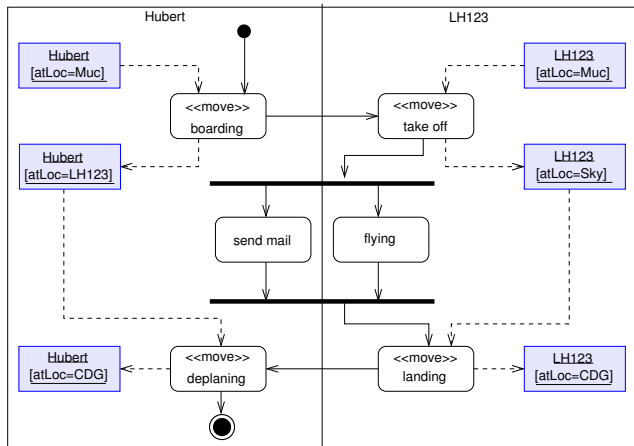 Hubert
LH123
Hubert
[atLoc=Muc]
LH123
[atLoc=Muc]
<<move>>
boarding
<<move>>
take off
Hubert
[atLoc=LH123]
LH123
[atLoc=Sky]
send mail
flying
Hubert
[atLoc=CDG]
<<move>>
deplaning
<<move>>
landing
LH123
[atLoc=CDG]